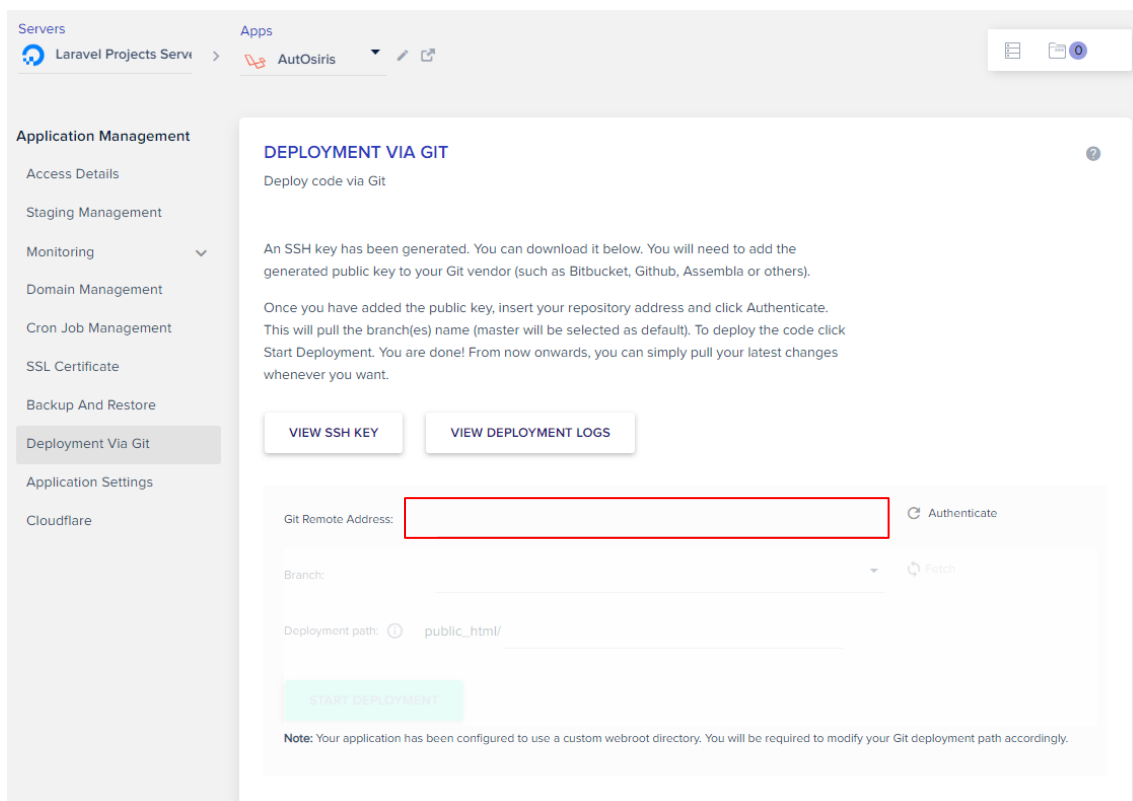 Servers
Laravel Projects Serve
Apps
AutOsiris
0
Application Management
Access Details
Staging Management
Monitoring
Domain Management
Cron Job Management
SSL Certificate
Backup And Restore
Deployment Via Git
Application Settings
Cloudflare
DEPLOYMENT VIA GIT
Deploy code via Git
An SSH key has been generated. You can download it below. You will need to add the
generated public key to your Git vendor (such as Bitbucket, Github, Assembla or others).
Once you have added the public key, insert your repository address and click Authenticate.
This will pull the branch(es) name (master will be selected as default). To deploy the code click
Start Deployment. You are done! From now onwards, you can simply pull your latest changes
whenever you want.
VIEW SSH KEY
VIEW DEPLOYMENT LOGS
Git Remote Address:
Authenticate
Branch:
Fetch
Deployment path:
public_html/
START DEPLOYMENT
Note: Your application has been configured to use a custom webroot directory. You will be required to modify your Git deployment path accordingly.